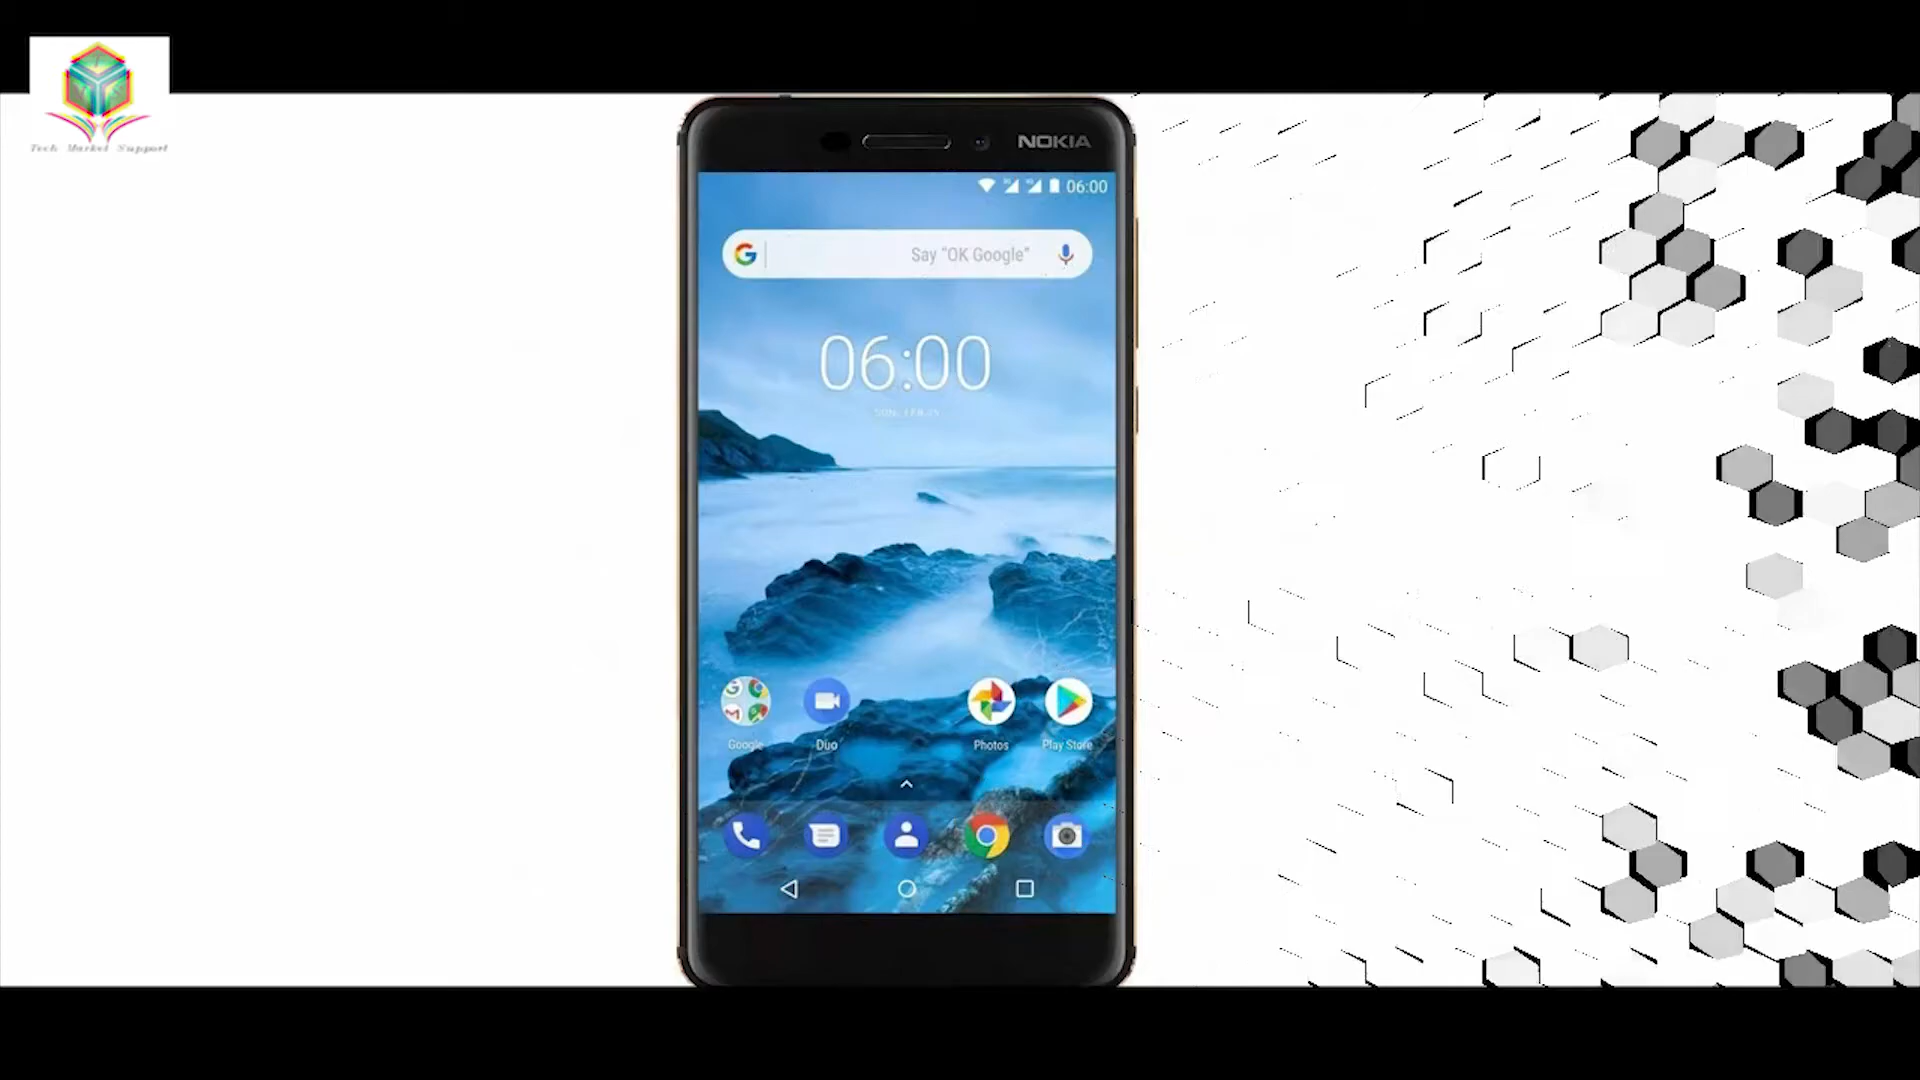 Tech Market Support
NOKIA
06:00
Say "OK Google"
06:00
Google
Duo
Photos
Play Store